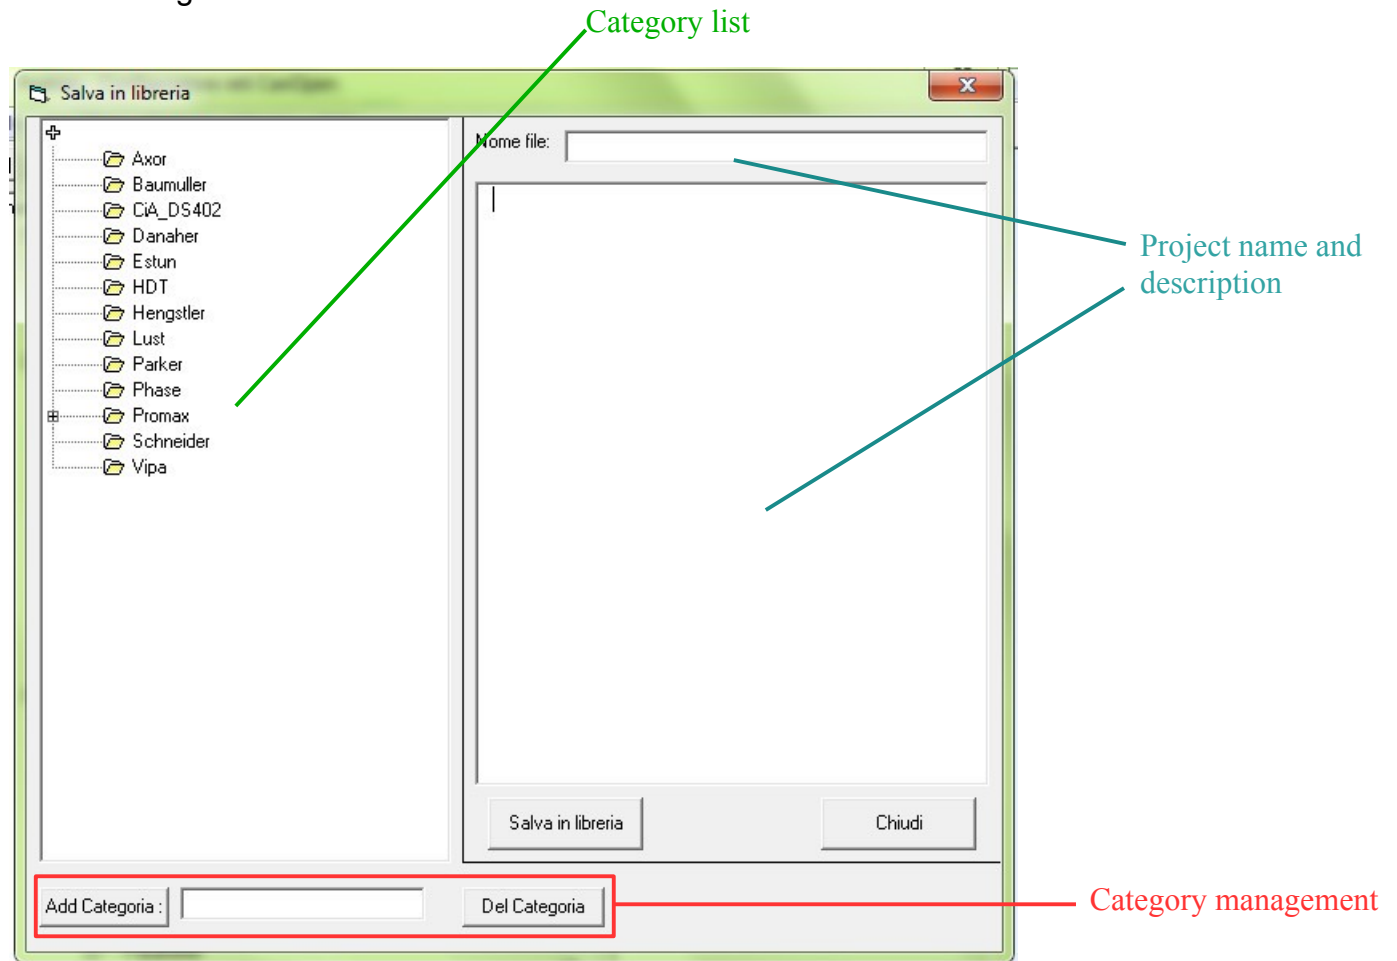 Category list
Salva in libreria
Nome file:
Axor
Baumuller
CiA_DS402
Danaher
Estun
HDT
Hengstler
Lust
Parker
Phase
Promax
Schneider
Vipa
Project name and
description
Salva in libreria
Chiudi
Add Categoria :
Del Categoria
Category management